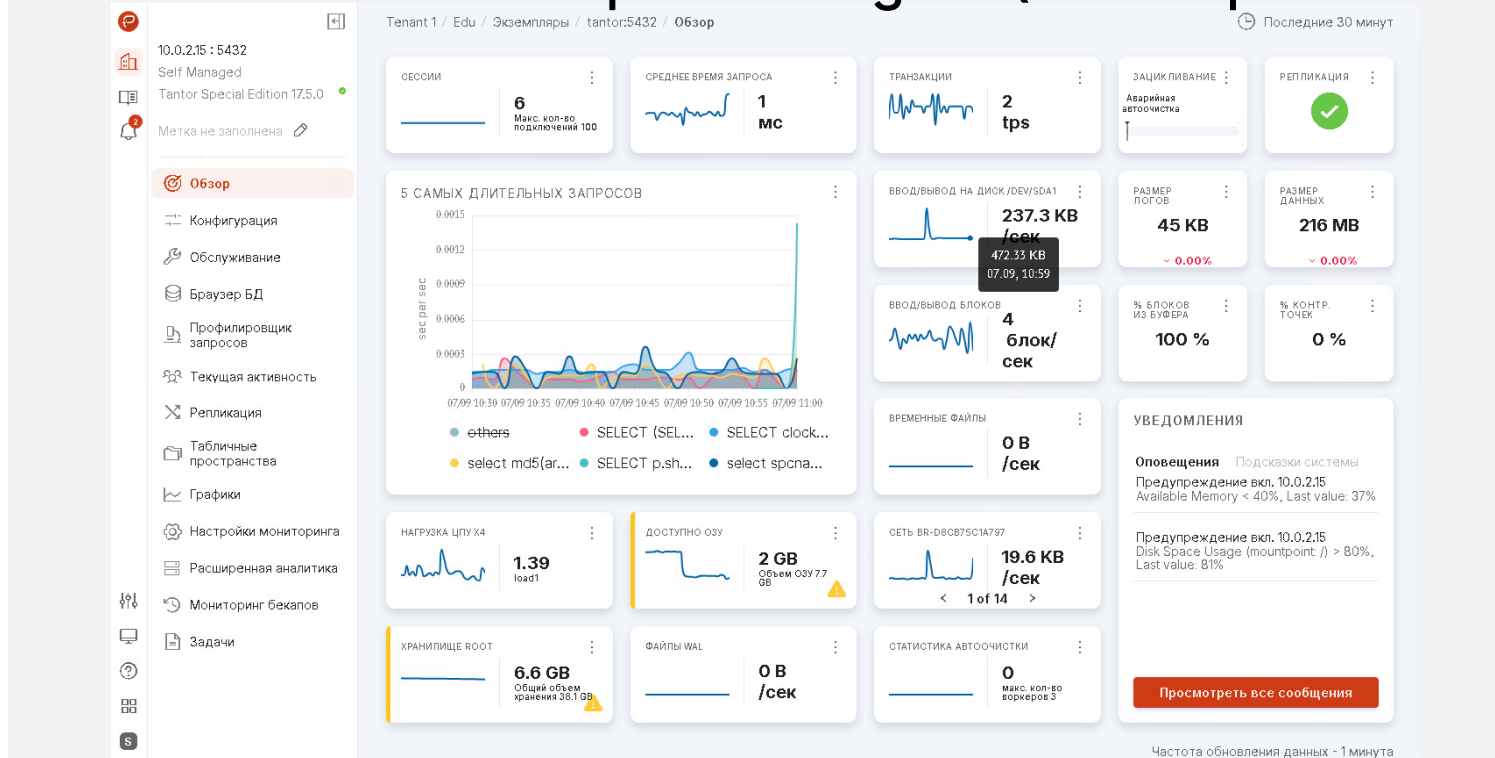 Tenant 1 / Edu / Экземпляры / tantor:5432 / Обзор
Последние 30 минут
10.0.2.15 : 5432
Self Managed
Tantor Special Edition 17.5.0
2
Метка не заполнена
Обзор
Конфигурация
Обслуживание
Браузер БД
Профилировщик
запросов
Текущая активность
Репликация
Табличные
пространства
Графики
Настройки мониторинга
Расширенная аналитика
Мониторинг бекапов
Задачи
S
СЕССИИ
6
Макс. кол-во
подключений 100
СРЕДНЕЕ ВРЕМЯ ЗАПРОСА
1
мс
ТРАНЗАКЦИИ
2
tps
ЗАЦИКЛИВАНИЕ
Аварийная
автоочистка
РЕПЛИКАЦИЯ
5 САМЫХ ДЛИТЕЛЬНЫХ ЗАПРОСОВ
0.0015
0.0012
0.0009
0.0006
0.0003
0
sec per sec
07/09 10:30 07/09 10:35 07/09 10:40 07/09 10:45 07/09 10:50 07/09 10:55 07/09 11:00
others
SELECT (SEL...
SELECT clock...
select md5(ar...
SELECT p.sh...
select spcna...
ВВОД/ВЫВОД НА ДИСК /DEV/SDA1
237.3 KB
/сек
472.33 KB
07.09, 10:59
РАЗМЕР
ЛОГОВ
45 KB
0.00%
РАЗМЕР
ДАННЫХ
216 MB
0.00%
ВВОД/ВЫВОД БЛОКОВ
4
блок/
сек
% БЛОКОВ
ИЗ БУФЕРА
100 %
% КОНТР.
ТОЧЕК
0 %
ВРЕМЕННЫЕ ФАЙЛЫ
0 B
/сек
УВЕДОМЛЕНИЯ
Оповещения Подсказки системы
Предупреждение вкл. 10.0.2.15
Available Memory < 40%, Last value: 37%
Предупреждение вкл. 10.0.2.15
Disk Space Usage (mountpoint: /) > 80%,
Last value: 81%
Просмотреть все сообщения
НАГРУЗКА ЦПУ X4
1.39
load1
ДОСТУПНО ОЗУ
2 GB
Объем ОЗУ 7.7
GB
СЕТЬ BR-D8CB75C1A797
19.6 KB
/сек
< 1 of 14 >
ХРАНИЛИЩЕ ROOT
6.6 GB
Общий объем
хранения 38.1 GB
ФАЙЛЫ WAL
0 B
/сек
СТАТИСТИКА АВТООЧИСТКИ
0
макс. кол-во
воркеров 3
Частота обновления данных - 1 минута